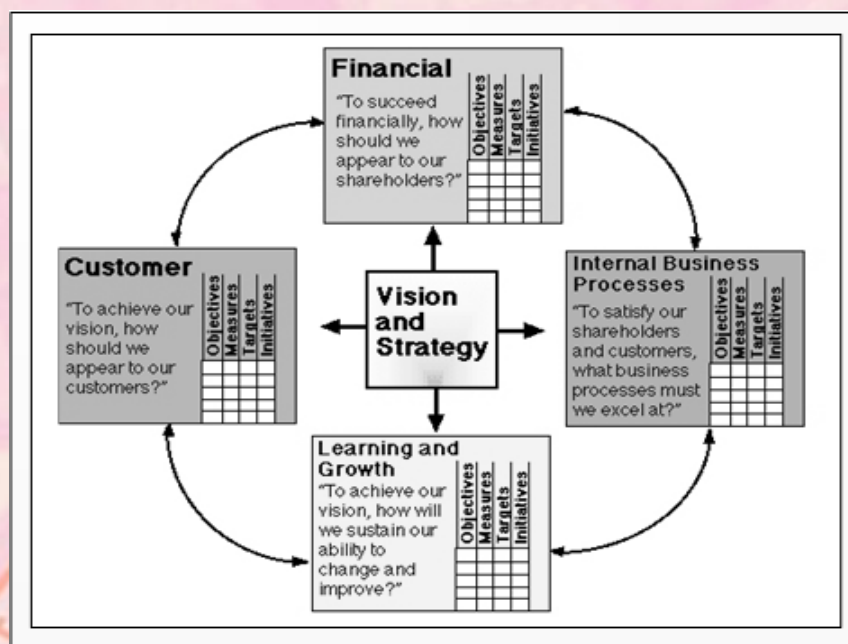 Financial
"To succeed
financially, how
should we
appear to our
shareholders?"
Objectives
Measures
Targets
Initiatives
Customer
"To achieve our
vision, how
should we
appear to our
customers?"
Objectives
Measures
Targets
Initiatives
Vision
and
Strategy
Internal Business
Processes
"To satisfy our
shareholders
and customers,
what business
processes must
we excel at?"
Objectives
Measures
Targets
Initiatives
Learning and
Growth
"To achieve our
vision, how will
we sustain our
ability to
change and
improve?"
Objectives
Measures
Targets
Initiatives